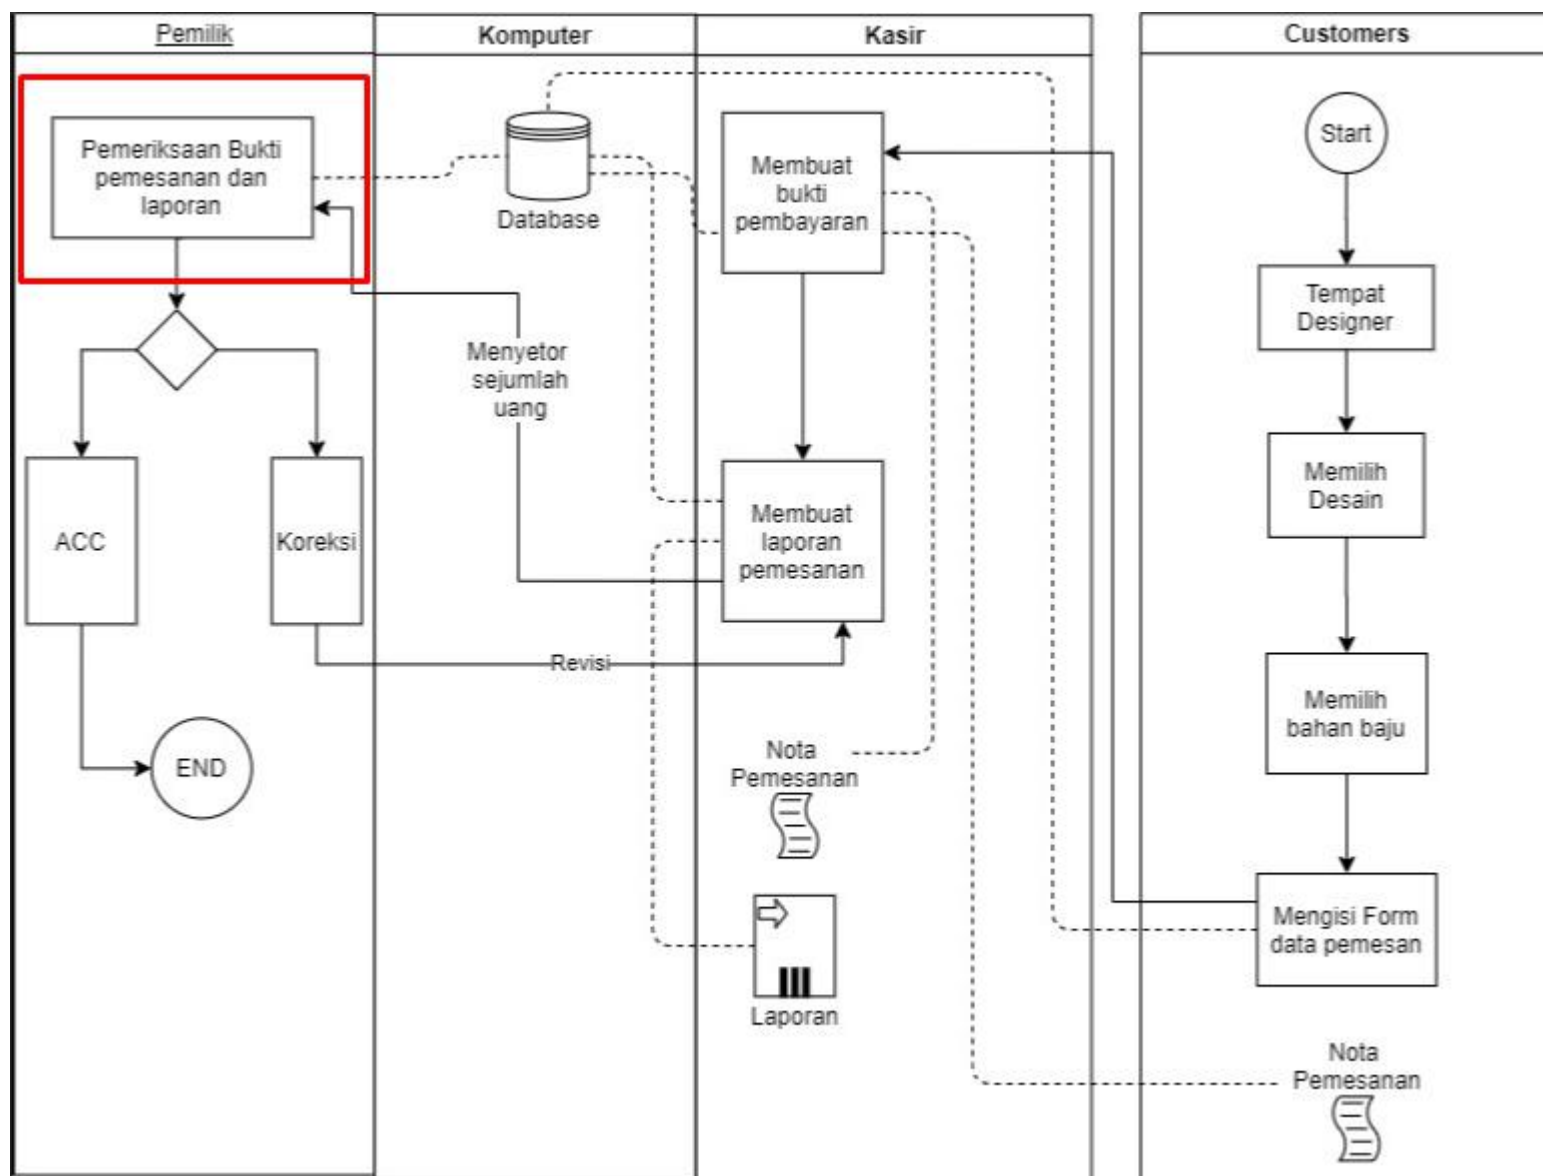 Pemilik
Komputer
Kasir
Customers
Pemeriksaan Bukti
pemesanan dan
laporan
Database
Membuat
bukti
pembayaran
Start
Tempat
Designer
Menyetor
sejumlah
uang
Memilih
Desain
ACC
Koreksi
Membuat
laporan
pemesanan
Revisi
Memilih
bahan baju
END
Nota
Pemesanan
Mengisi Form
data pemesan
Laporan
Nota
Pemesanan